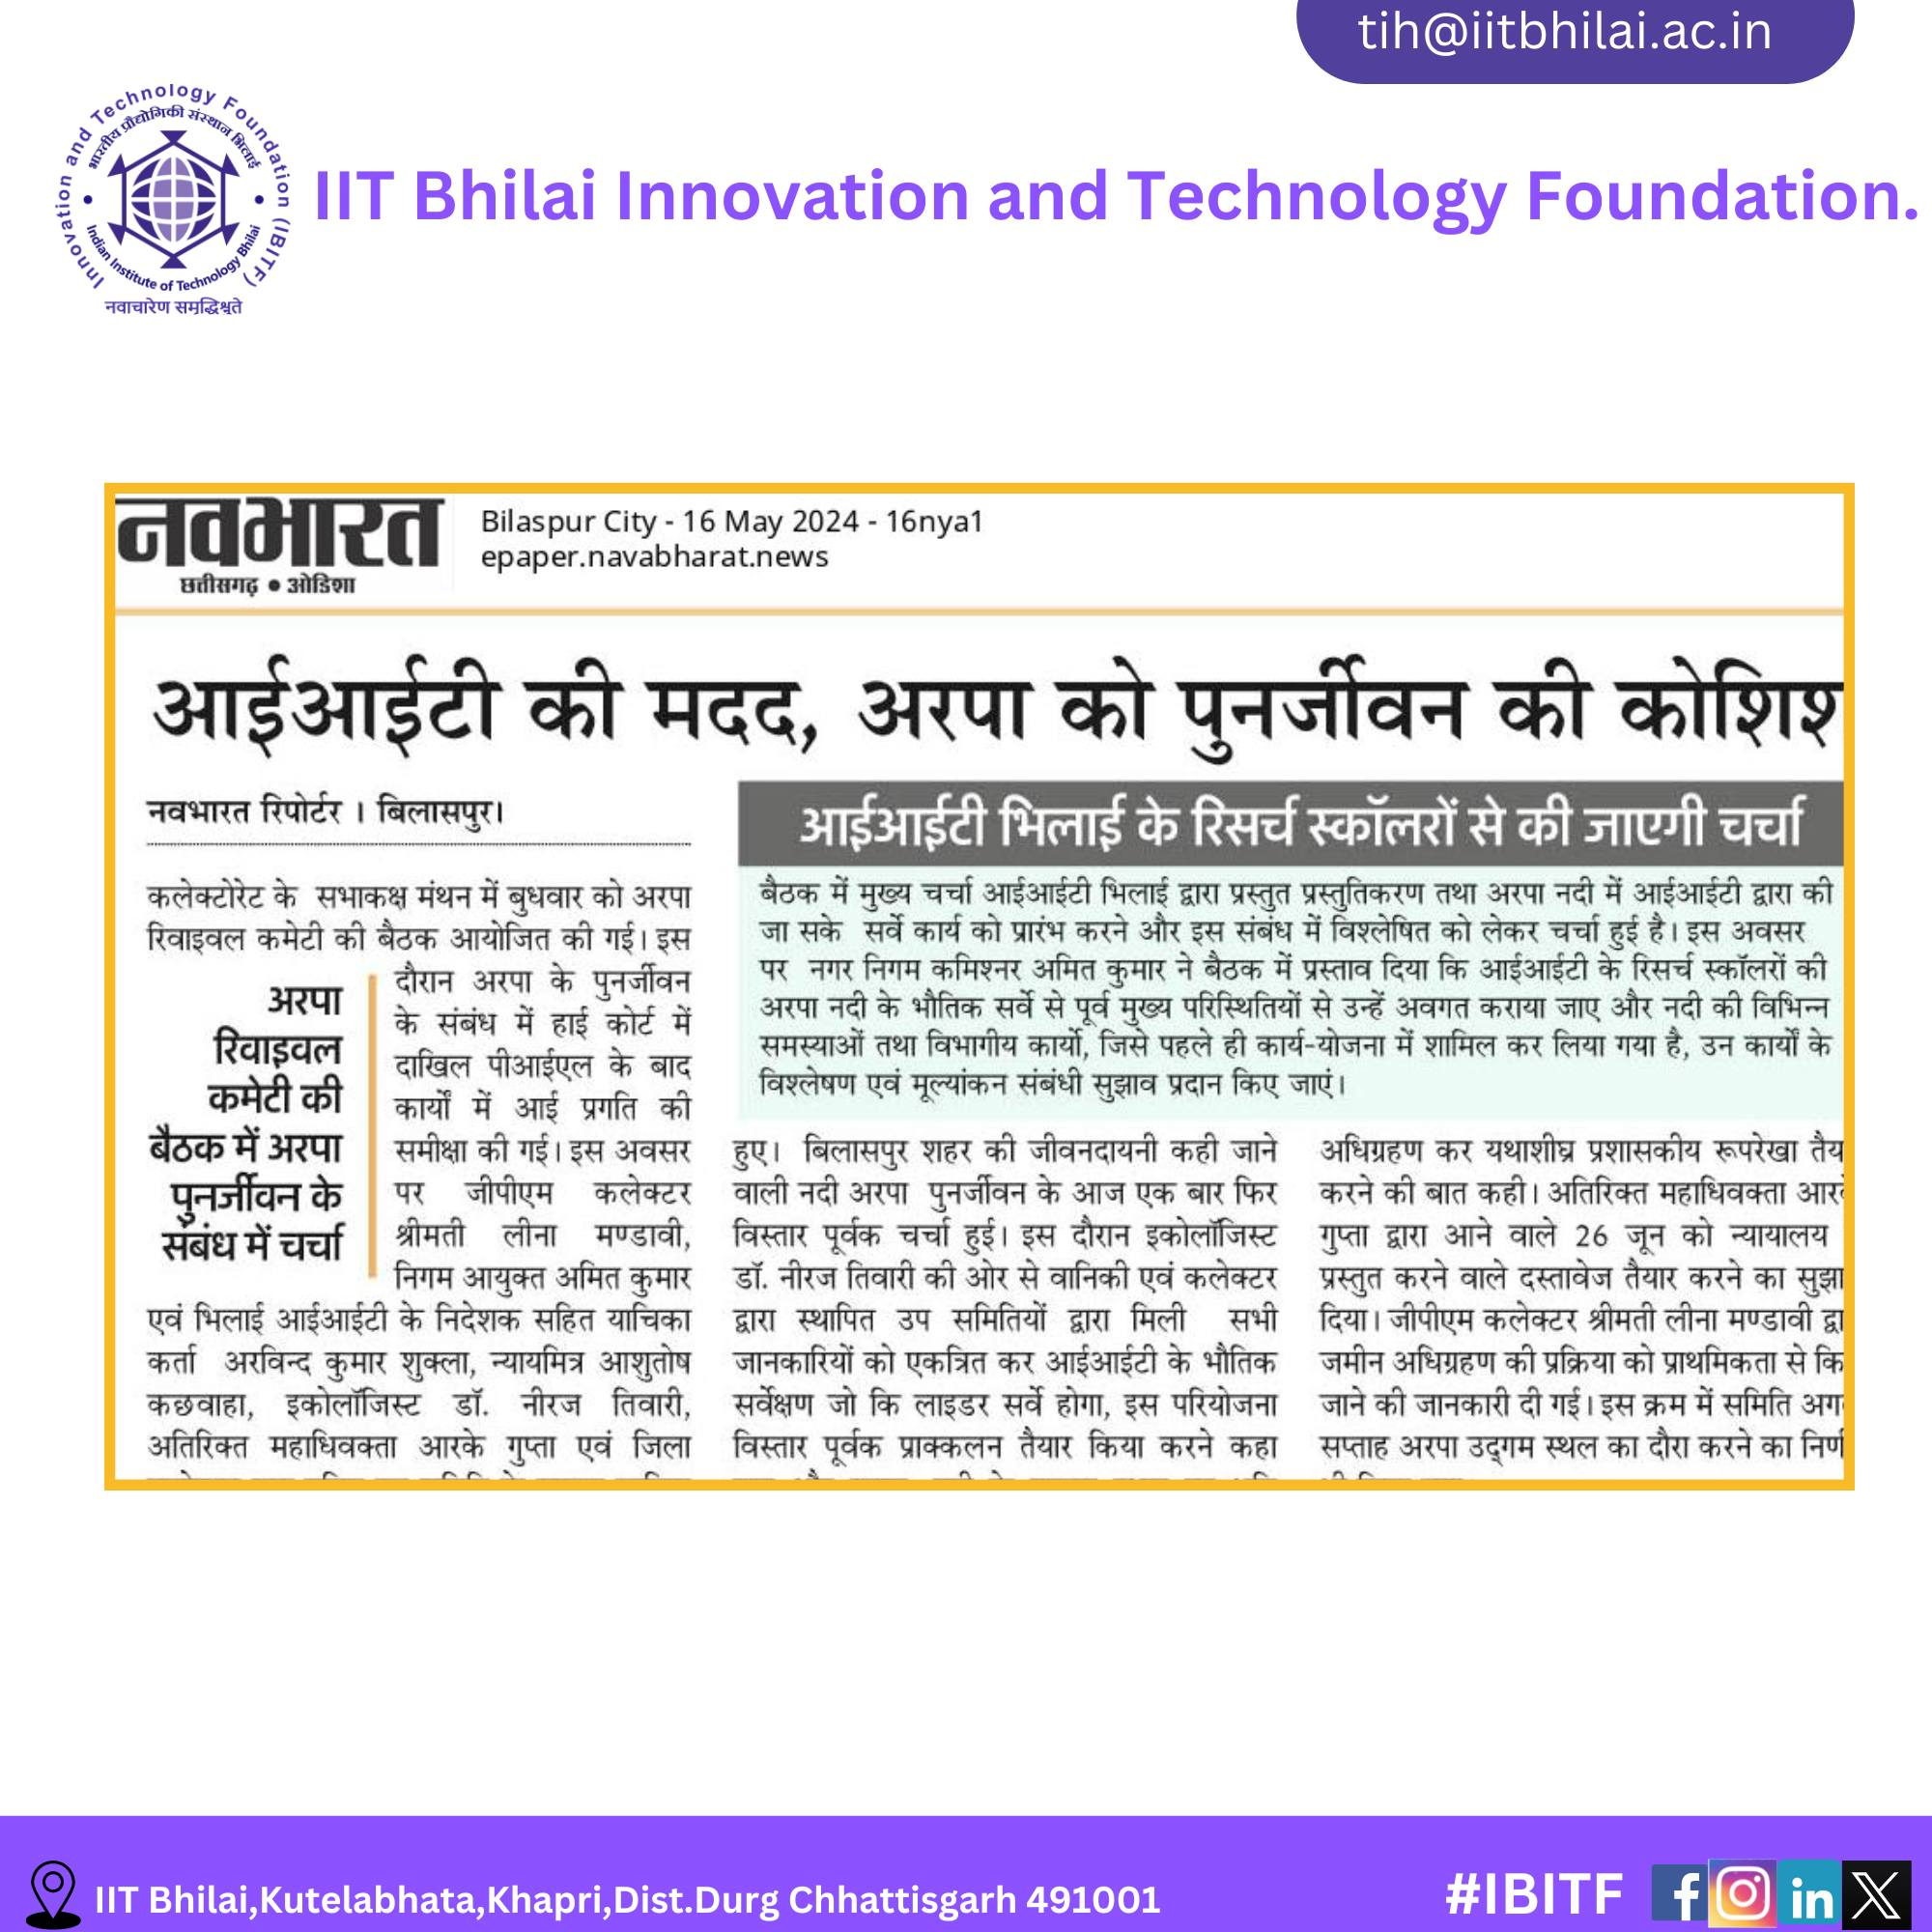 tih@iitbhilai.ac.in
Innovation and Technology Foundation (IBITF)
भारतीय प्रौद्योगिकी संस्थान भिलाई
Indian Institute of Technology Bhilai
नवाचारेण समृद्धिश्रुते
IIT Bhilai Innovation and Technology Foundation.
नवभारत
छत्तीसगढ़ • ओडिशा
Bilaspur City - 16 May 2024 - 16nya1
epaper.navabharat.news
आईआईटी की मदद, अरपा को पुनर्जीवन की कोशिश
नवभारत रिपोर्टर । बिलासपुर।
कलेक्टोरेट के सभाकक्ष मंथन में बुधवार को अरपा
रिवाइवल कमेटी की बैठक आयोजित की गई। इस
अरपा
रिवाइवल
कमेटी की
बैठक में अरपा
पुनर्जीवन के
संबंध में चर्चा
दौरान अरपा के पुनर्जीवन
के संबंध में हाई कोर्ट में
दाखिल पीआईएल के बाद
कार्यों में आई प्रगति की
समीक्षा की गई। इस अवसर
पर जीपीएम कलेक्टर
श्रीमती लीना मण्डावी,
निगम आयुक्त अमित कुमार
एवं भिलाई आईआईटी के निदेशक सहित याचिका
कर्ता अरविन्द कुमार शुक्ला, न्यायमित्र आशुतोष
कछवाहा, इकोलॉजिस्ट डॉ. नीरज तिवारी,
अतिरिक्त महाधिवक्ता आरके गुप्ता एवं जिला
आईआईटी भिलाई के रिसर्च स्कॉलरों से की जाएगी चर्चा
बैठक में मुख्य चर्चा आईआईटी भिलाई द्वारा प्रस्तुत प्रस्तुतिकरण तथा अरपा नदी में आईआईटी द्वारा की
जा सके सर्वे कार्य को प्रारंभ करने और इस संबंध में विश्लेषित को लेकर चर्चा हुई है। इस अवसर
पर नगर निगम कमिश्नर अमित कुमार ने बैठक में प्रस्ताव दिया कि आईआईटी के रिसर्च स्कॉलरों की
अरपा नदी के भौतिक सर्वे से पूर्व मुख्य परिस्थितियों से उन्हें अवगत कराया जाए और नदी की विभिन्न
समस्याओं तथा विभागीय कार्यो, जिसे पहले ही कार्य-योजना में शामिल कर लिया गया है, उन कार्यों के
विश्लेषण एवं मूल्यांकन संबंधी सुझाव प्रदान किए जाएं।
हुए। बिलासपुर शहर की जीवनदायनी कही जाने
वाली नदी अरपा पुनर्जीवन के आज एक बार फिर
विस्तार पूर्वक चर्चा हुई। इस दौरान इकोलॉजिस्ट
डॉ. नीरज तिवारी की ओर से वानिकी एवं कलेक्टर
द्वारा स्थापित उप समितियों द्वारा मिली सभी
जानकारियों को एकत्रित कर आईआईटी के भौतिक
सर्वेक्षण जो कि लाइडर सर्वे होगा, इस परियोजना
विस्तार पूर्वक प्राक्कलन तैयार किया करने कहा
अधिग्रहण कर यथाशीघ्र प्रशासकीय रूपरेखा तैय
करने की बात कही। अतिरिक्त महाधिवक्ता आर
गुप्ता द्वारा आने वाले 26 जून को न्यायालय
प्रस्तुत करने वाले दस्तावेज तैयार करने का सुझा
दिया। जीपीएम कलेक्टर श्रीमती लीना मण्डावी द्वा
जमीन अधिग्रहण की प्रक्रिया को प्राथमिकता से कि
जाने की जानकारी दी गई। इस क्रम में समिति अग
सप्ताह अरपा उद्गम स्थल का दौरा करने का निर्ण
IIT Bhilai,Kutelabhata,Khapri,Dist.Durg Chhattisgarh 491001
#IBITF